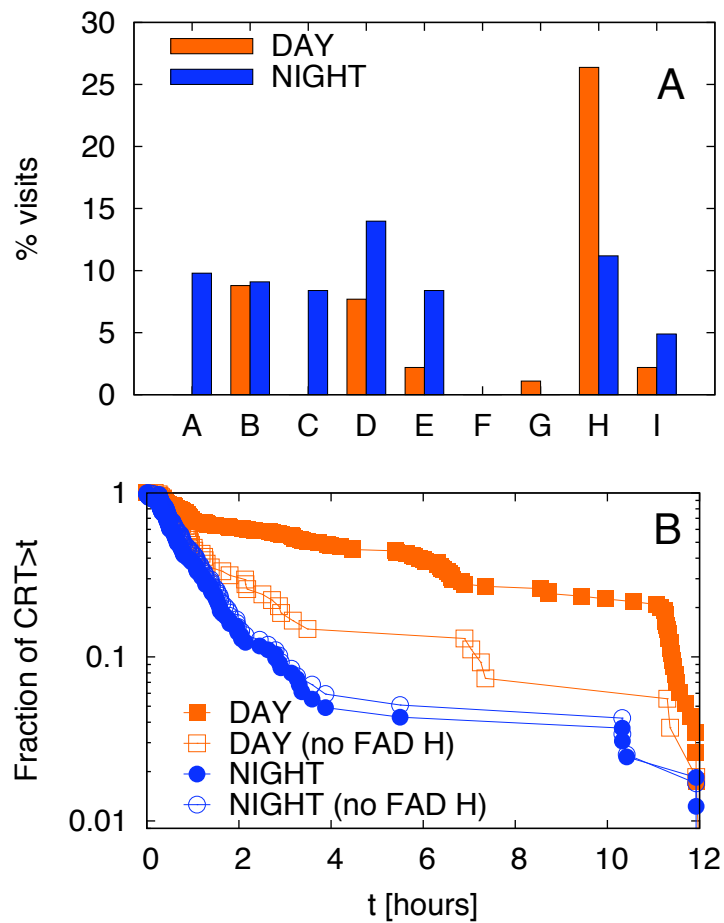 30
25
20
15
10
5
0
% visits
DAY
NIGHT
A
A B C D E F G H I
1
0.1
0.01
Fraction of CRT>t
B
DAY
DAY (no FAD H)
NIGHT
NIGHT (no FAD H)
0 2 4 6 8 10 12
t [hours]